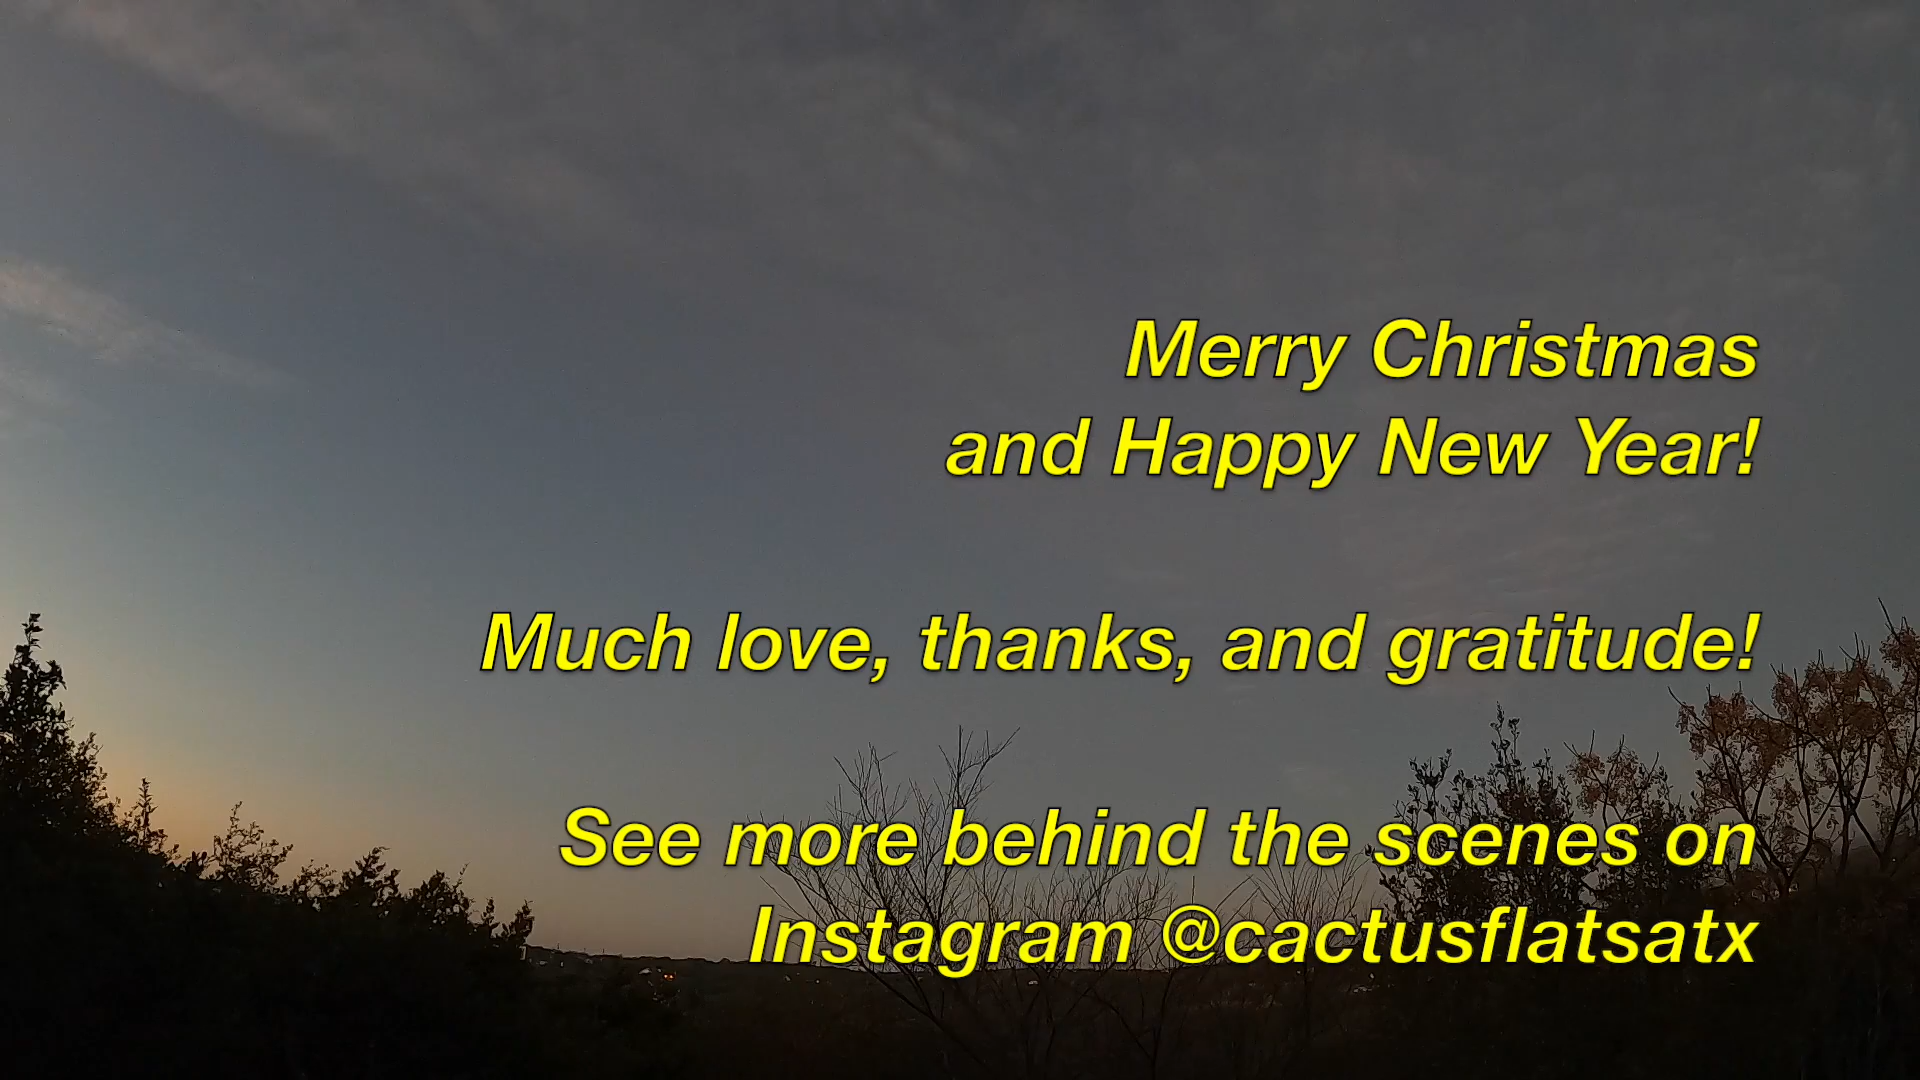 Merry Christmas
and Happy New Year!
Much love, thanks, and gratitude!
See more behind the scenes on
Instagram @cactusflatsatx